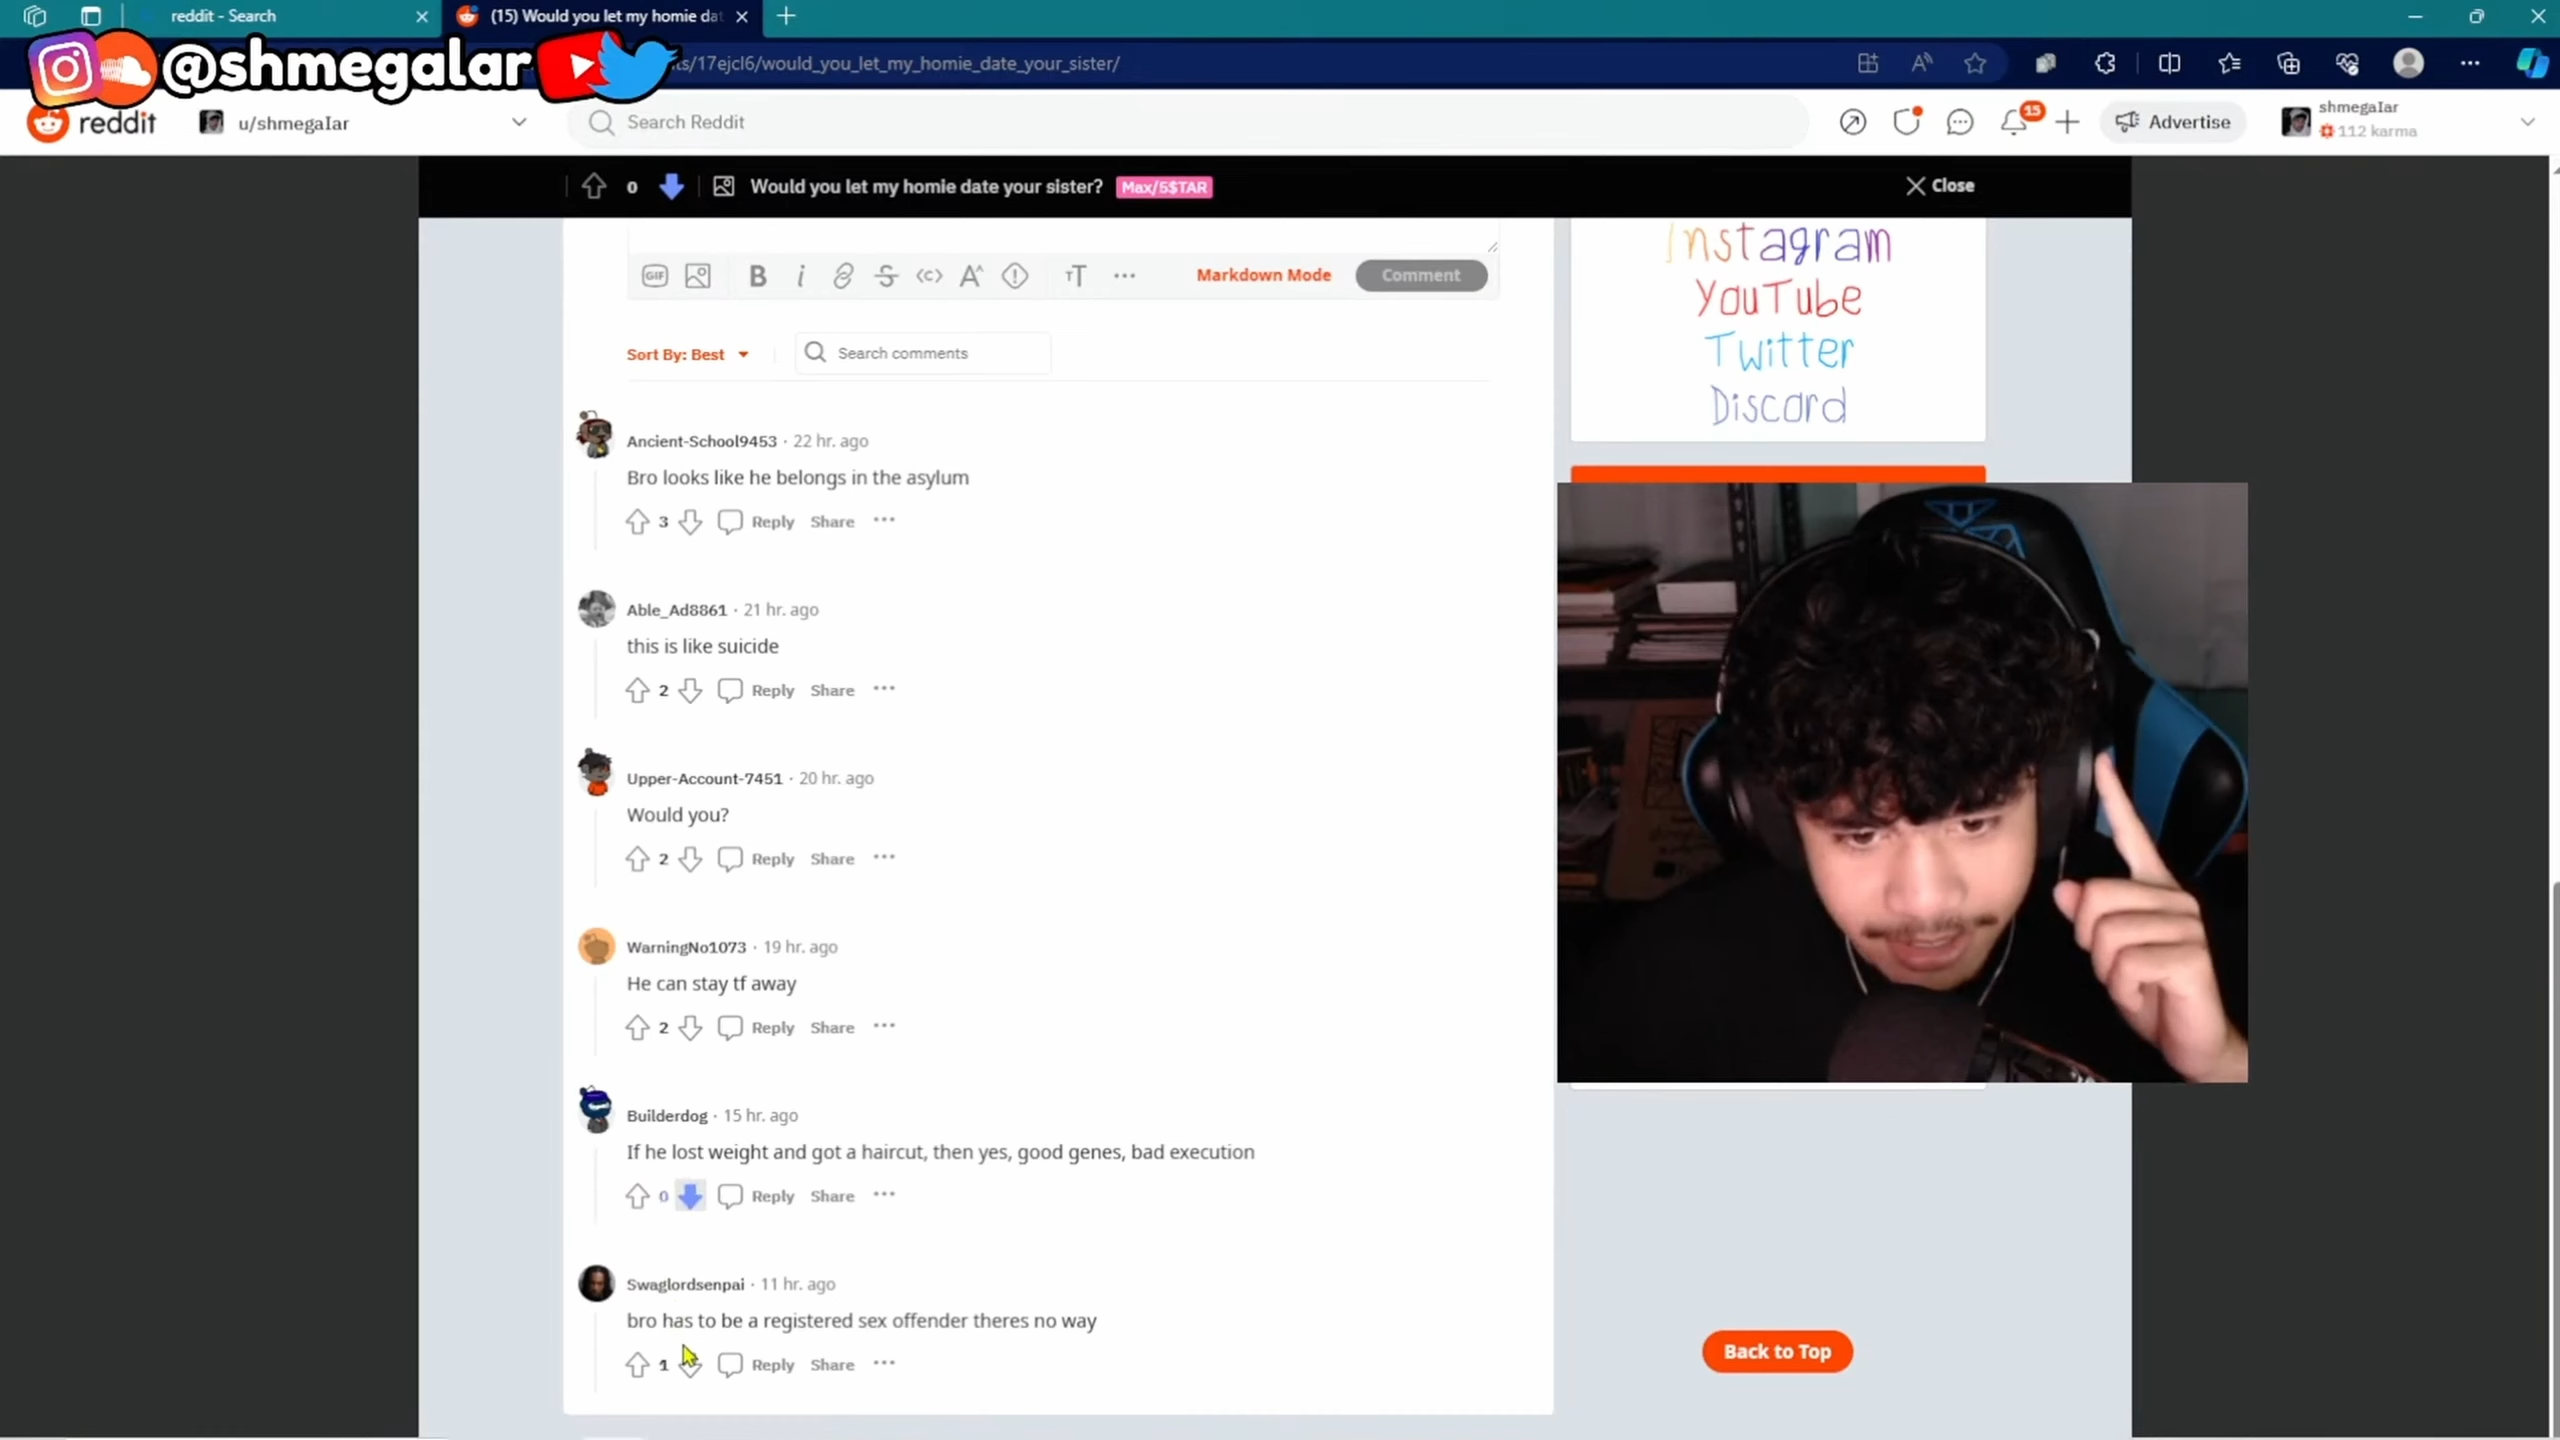 reddit - Search
(15) Would you let my homie dat
@shmegalar
ts/17ejcl6/would_you_let_my_homie_date_your_sister/
reddit
u/shmegaIar
Search Reddit
15
Advertise
shmegaIar
112 karma
0
Would you let my homie date your sister?
Max/5$TAR
Close
GIF
Markdown Mode
Comment
Instagram
YouTube
Twitter
Discord
Sort By: Best
Search comments
Ancient-School9453 · 22 hr. ago
Bro looks like he belongs in the asylum
3 Reply Share
Able_Ad8861 · 21 hr. ago
this is like suicide
2 Reply Share
Upper-Account-7451 · 20 hr. ago
Would you?
2 Reply Share
WarningNo1073 · 19 hr. ago
He can stay tf away
2 Reply Share
Builderdog · 15 hr. ago
If he lost weight and got a haircut, then yes, good genes, bad execution
0 Reply Share
Swaglordsenpai · 11 hr. ago
bro has to be a registered sex offender theres no way
1 Reply Share
Back to Top